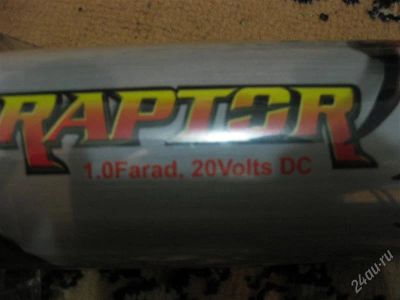 RAPTOR
1.0Farad, 20Volts DC
24au.ru